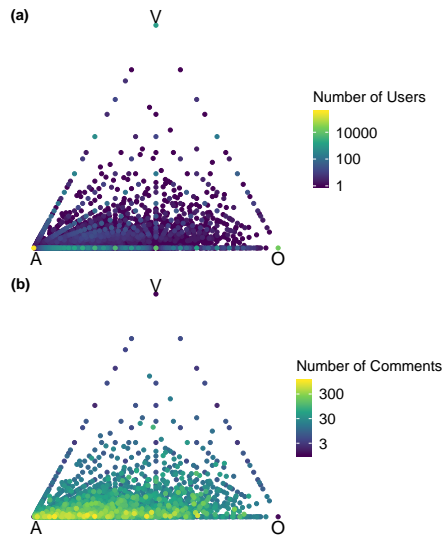 (a)
V
Number of Users
10000
100
1
A
O
(b)
V
Number of Comments
300
30
3
A
O